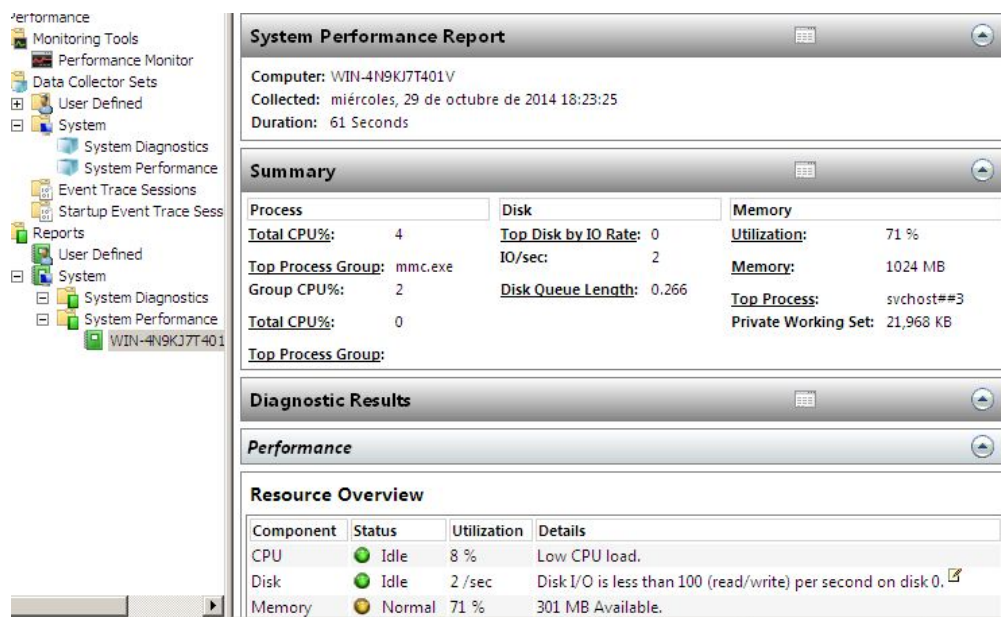 Performance
Monitoring Tools
Performance Monitor
Data Collector Sets
User Defined
System
System Diagnostics
System Performance
Event Trace Sessions
Startup Event Trace Sess
Reports
User Defined
System
System Diagnostics
System Performance
WIN-4N9KJ7T401
System Performance Report
Computer: WIN-4N9KJ7T401V
Collected: miércoles, 29 de octubre de 2014 18:23:25
Duration: 61 Seconds
Summary
Process
Total CPU%: 4
Top Process Group: mmc.exe
Group CPU%: 2
Total CPU%: 0
Top Process Group:
Disk
Top Disk by IO Rate: 0
IO/sec: 2
Disk Queue Length: 0.266
Memory
Utilization: 71 %
Memory: 1024 MB
Top Process: svchost##3
Private Working Set: 21,968 KB
Diagnostic Results
Performance
Resource Overview
Component Status Utilization Details
CPU Idle 8 % Low CPU load.
Disk Idle 2 /sec Disk I/O is less than 100 (read/write) per second on disk 0.
Memory Normal 71 % 301 MB Available.